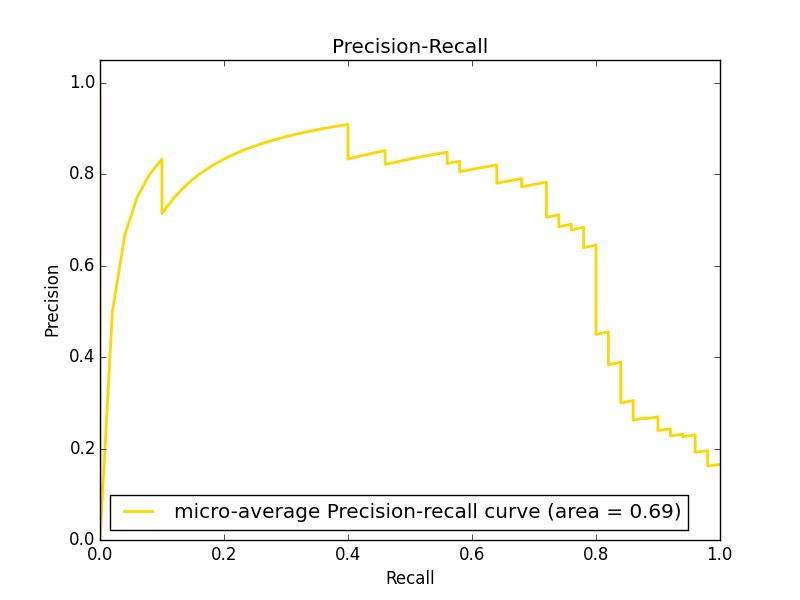 Precision-Recall
1.0
0.8
0.6
0.4
0.2
0.0
Precision
micro-average Precision-recall curve (area = 0.69)
0.0 0.2 0.4 0.6 0.8 1.0
Recall